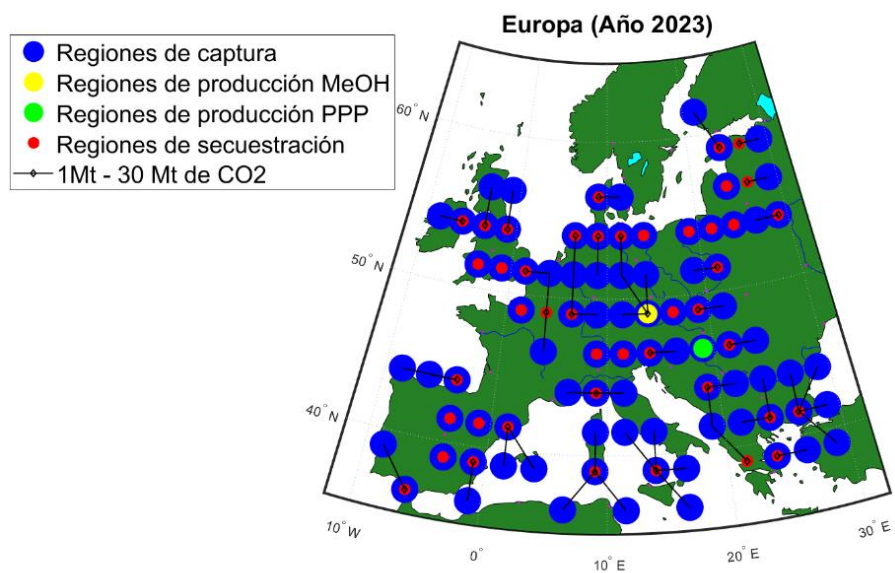 Europa (Año 2023)
Regiones de captura
Regiones de producción MeOH
Regiones de producción PPP
Regiones de secuestración
1Mt - 30 Mt de CO2
60° N
50° N
40° N
10° W
0°
10° E
20° E
30° E